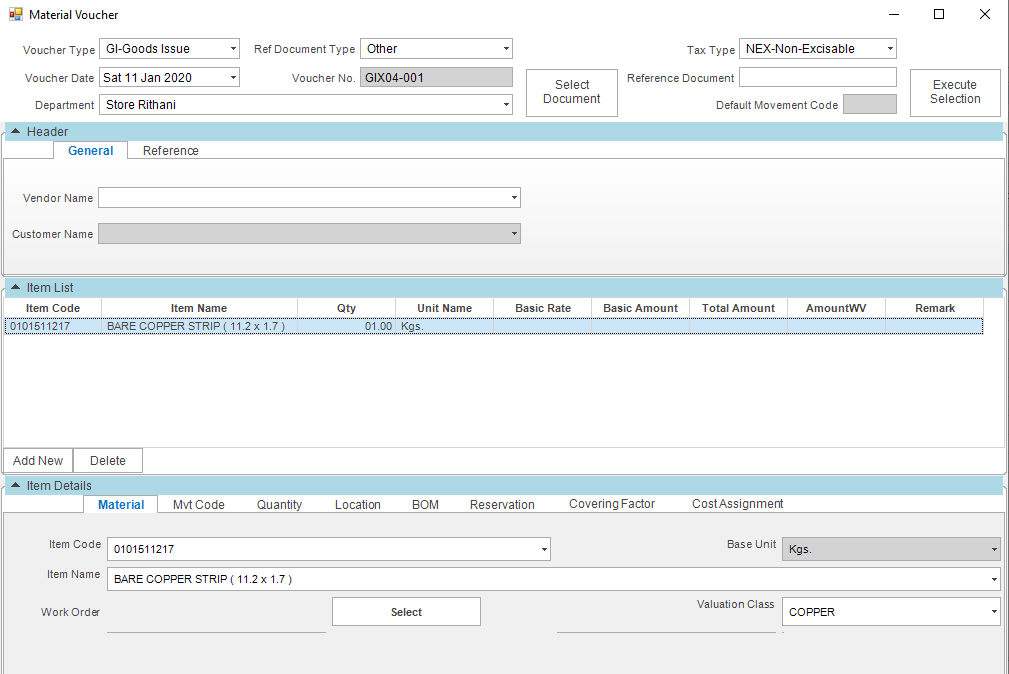 Material Voucher
Voucher Type GI-Goods Issue Ref Document Type Other Tax Type NEX-Non-Excisable
Voucher Date Sat 11 Jan 2020 Voucher No. GIX04-001 Select Document Reference Document Execute Selection
Department Store Rithani Default Movement Code
Header
General Reference
Vendor Name
Customer Name
Item List
Item Code Item Name Qty Unit Name Basic Rate Basic Amount Total Amount AmountWV Remark
0101511217 BARE COPPER STRIP ( 11.2 x 1.7 ) 01.00 Kgs.
Add New Delete
Item Details
Material Mvt Code Quantity Location BOM Reservation Covering Factor Cost Assignment
Item Code 0101511217 Base Unit Kgs.
Item Name BARE COPPER STRIP ( 11.2 x 1.7 )
Work Order Select Valuation Class COPPER